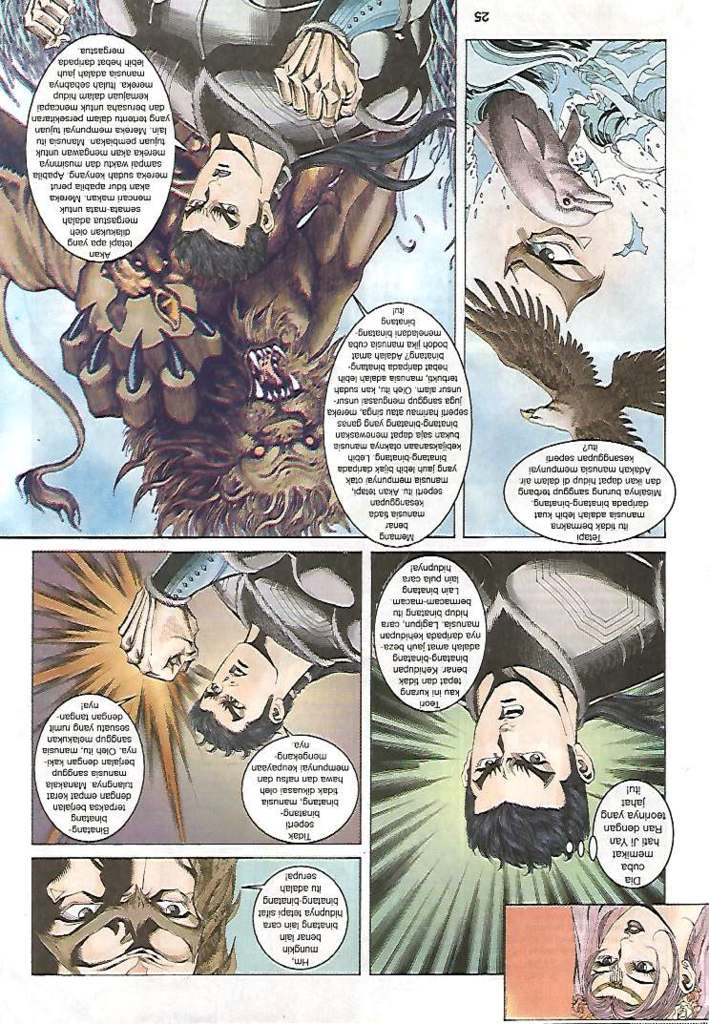 Dia
cuba
memikat
hati Ji Yan
Ran dengan
teorinya yang
jahat
itu!
Teori
kau ini kurang
tepat dan tidak
benar. Kehidupan
binatang-binatang
adalah amat jauh beza-
nya daripada kehidupan
manusia. Lagipun, cara
hidup binatang itu
bermacam-macam.
Lain binatang
lain pula cara
hidupnya!
Hm,
mungkin
benar lain
binatang lain cara
hidupnya tetapi sifat
binatang-binatang
itu adalah
serupa!
Tidak
seperti
binatang-
binatang, manusia
tidak dikuasai oleh
hawa dan nafsu dan
mempunyai keupayaan
mengekang-
nya.
Binatang-
binatang
terpaksa berjalan
dengan empat kerat
tulangnya. Manakala
manusia sanggup
berjalan dengan kaki-
nya. Oleh itu, manusia
sanggup melakukan
sesuatu yang rumit
dengan tangan-
nya!
Tetapi
itu tidak bermakna
manusia adalah lebih kuat
daripada binatang-binatang.
Misalnya burung sanggup terbang
dan ikan dapat hidup di dalam air.
Adakah manusia mempunyai
kesanggupan seperti
itu?
Memang
benar
manusia tiada
kesanggupan
seperti itu. Akan tetapi,
manusia mempunyai otak
yang jauh lebih bijak daripada
binatang-binatang. Lebih
kebijaksanaan otaknya manusia
bukan saja dapat menewaskan
binatang-binatang yang ganas
seperti harimau atau singa, mereka
juga sanggup menguasai unsur-
unsur alam. Oleh itu, kan sudah
terbukti, manusia adalah lebih
hebat daripada binatang-
binatang? Adalah amat
bodoh jika manusia cuba
meneladani binatang-
binatang
itu!
Akan
tetapi apa yang
dilakukan oleh
mergastua adalah
semata-mata untuk
mencari makan. Mereka
akan tidur apabila perut
mereka sudah kenyang,
sampai waktu dan musimnya
mereka akan mengawan untuk
tujuan pembiakan. Manusia itu
lain. Mereka mempunyai tujuan
yang tertentu dalam persekitaran
dan berusaha untuk mencapai
kemajuan dalam hidup
mereka. Itulah sebabnya
manusia adalah jauh
lebih hebat daripada
mergastua.
25